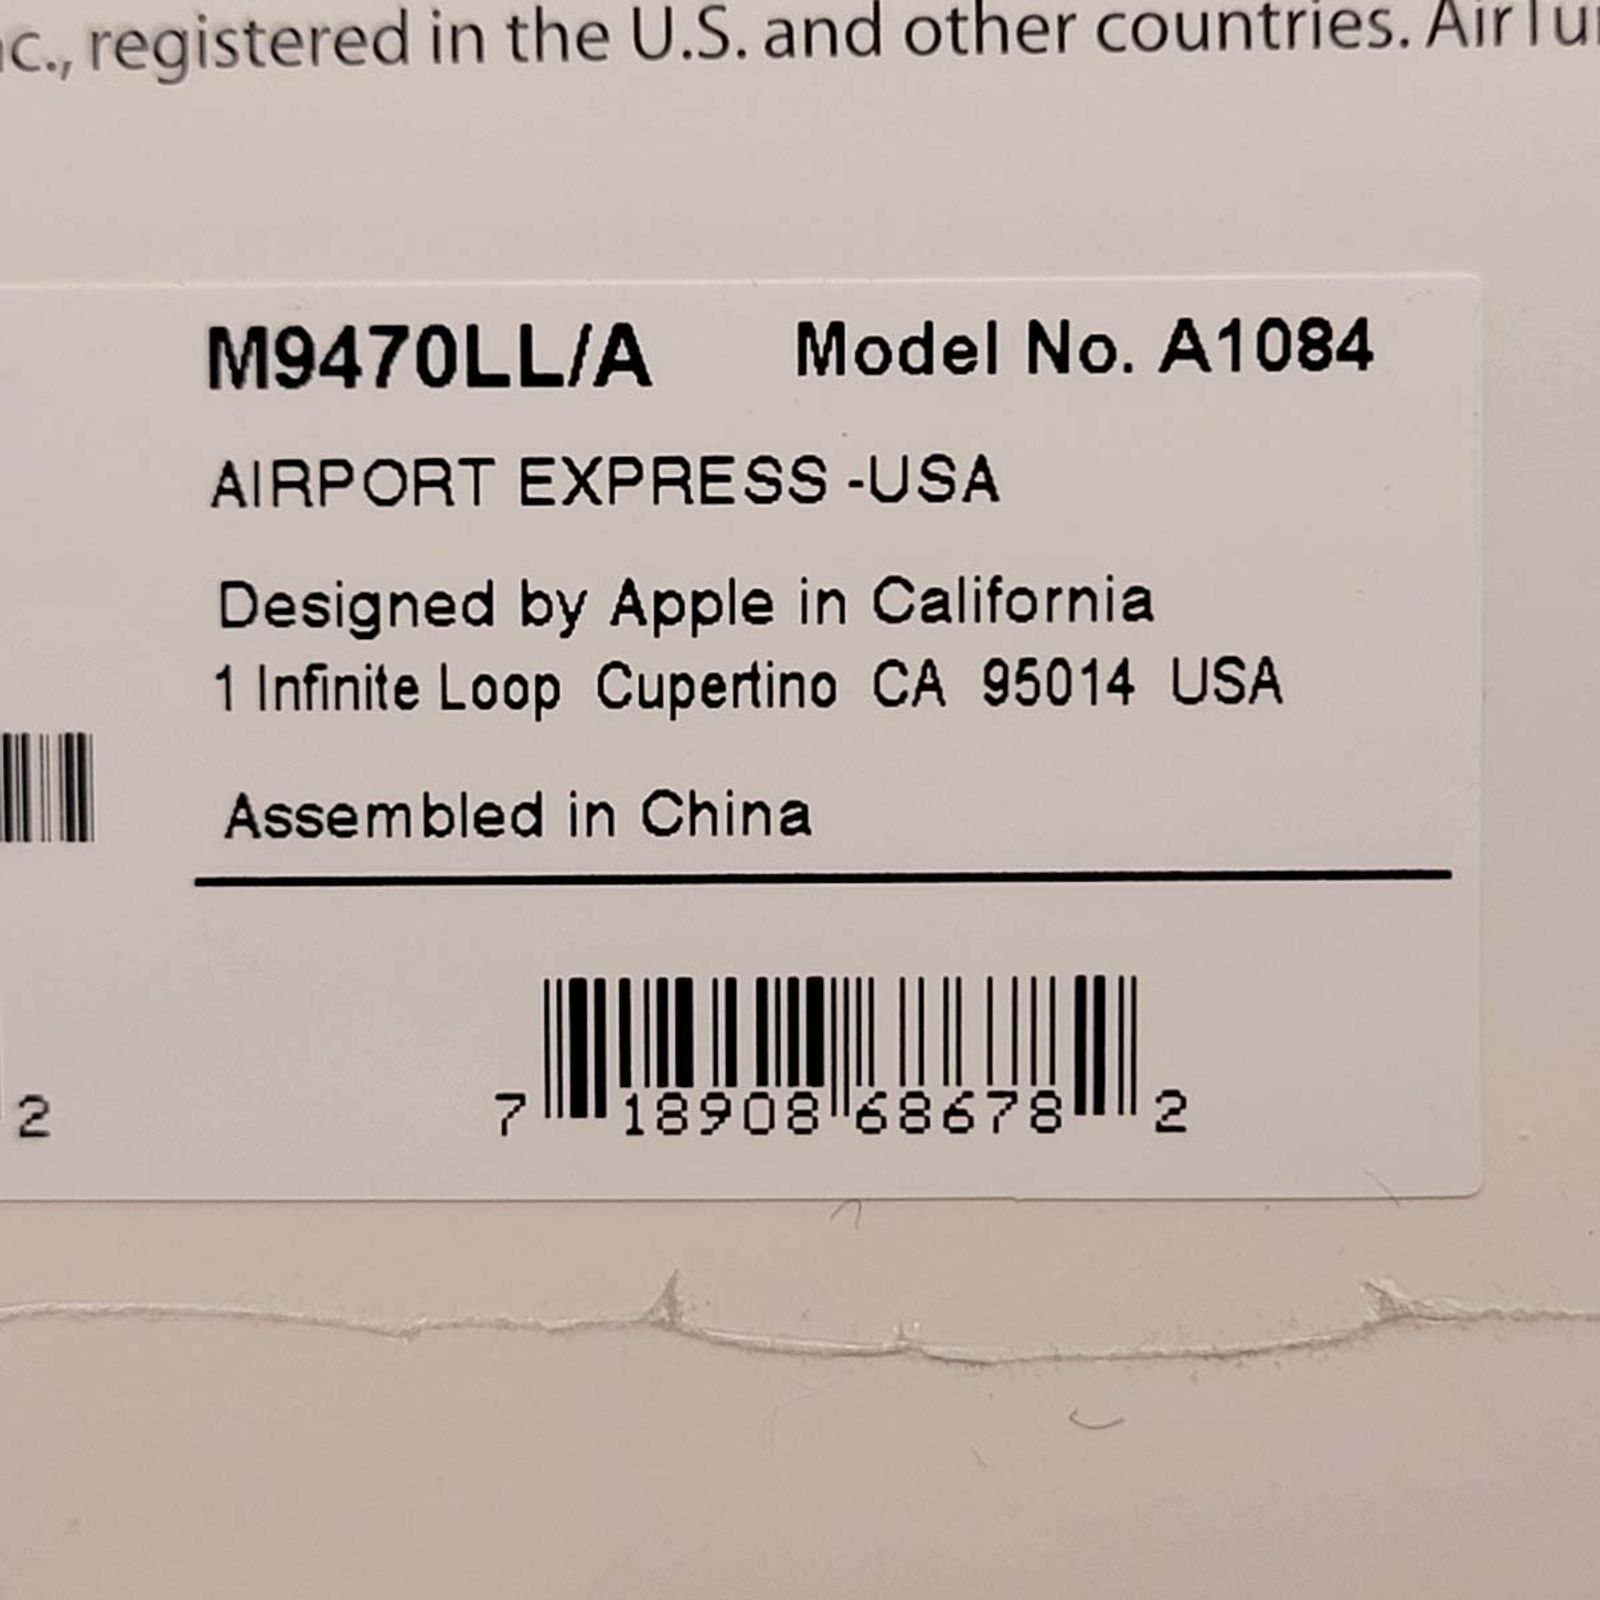 registered in the U.S. and other countries.
M9470LL/A Model No. A1084
AIRPORT EXPRESS -USA
Designed by Apple in California
1 Infinite Loop Cupertino CA 95014 USA
Assembled in China
2
7 18908 68678 2